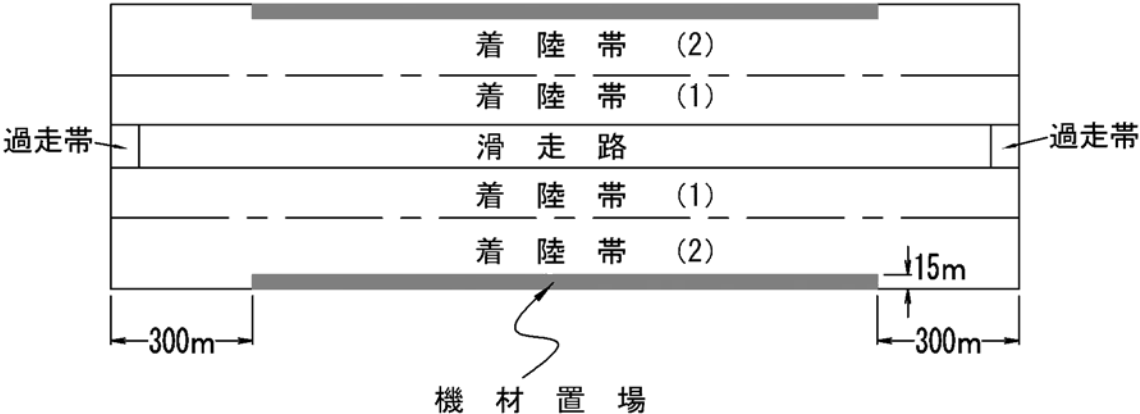 着陸帯 (2)
着陸帯 (1)
過走帯
滑走路
過走帯
着陸帯 (1)
着陸帯 (2)
15m
300m
300m
機材置場